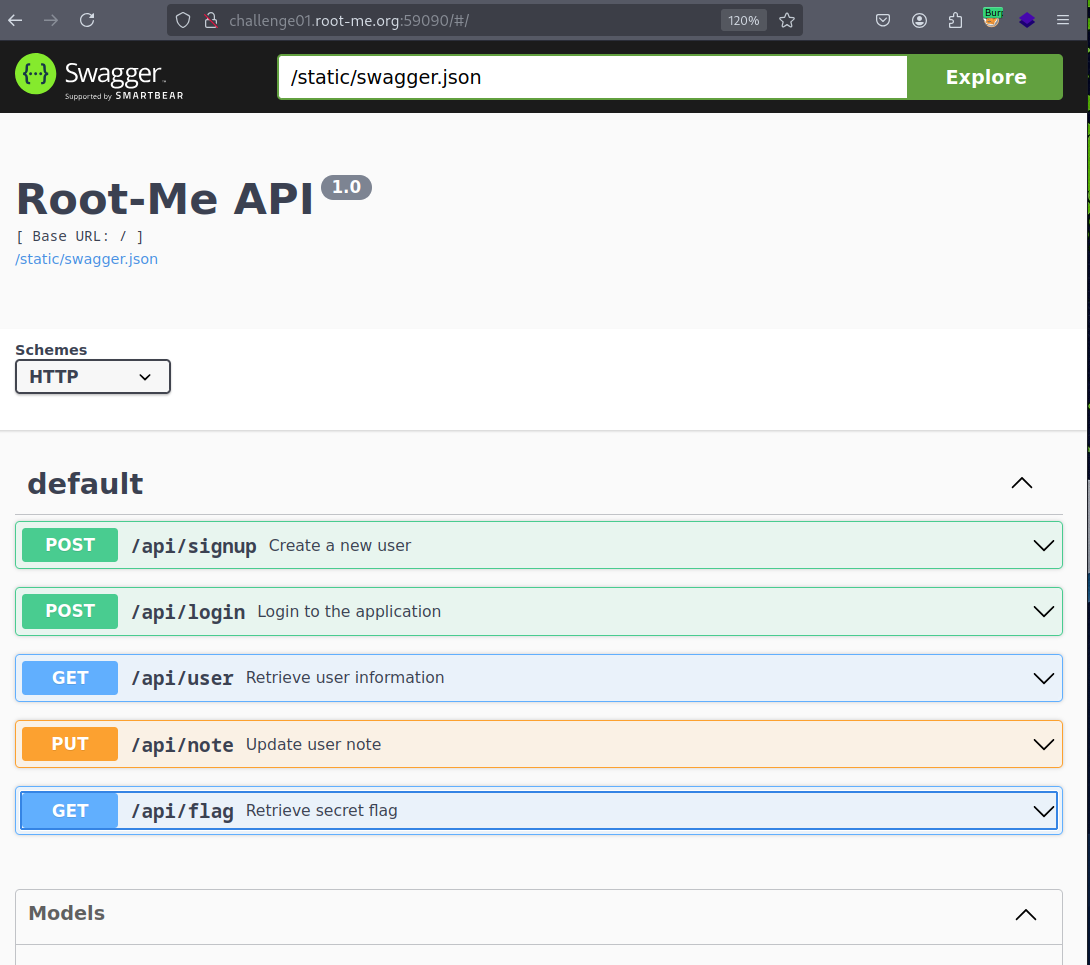 challenge01.root-me.org:59090/#/
120%
Burp
Swagger
Supported by SMARTBEAR
/static/swagger.json
Explore
Root-Me API 1.0
[ Base URL: / ]
/static/swagger.json
Schemes
HTTP
default
POST /api/signup Create a new user
POST /api/login Login to the application
GET /api/user Retrieve user information
PUT /api/note Update user note
GET /api/flag Retrieve secret flag
Models